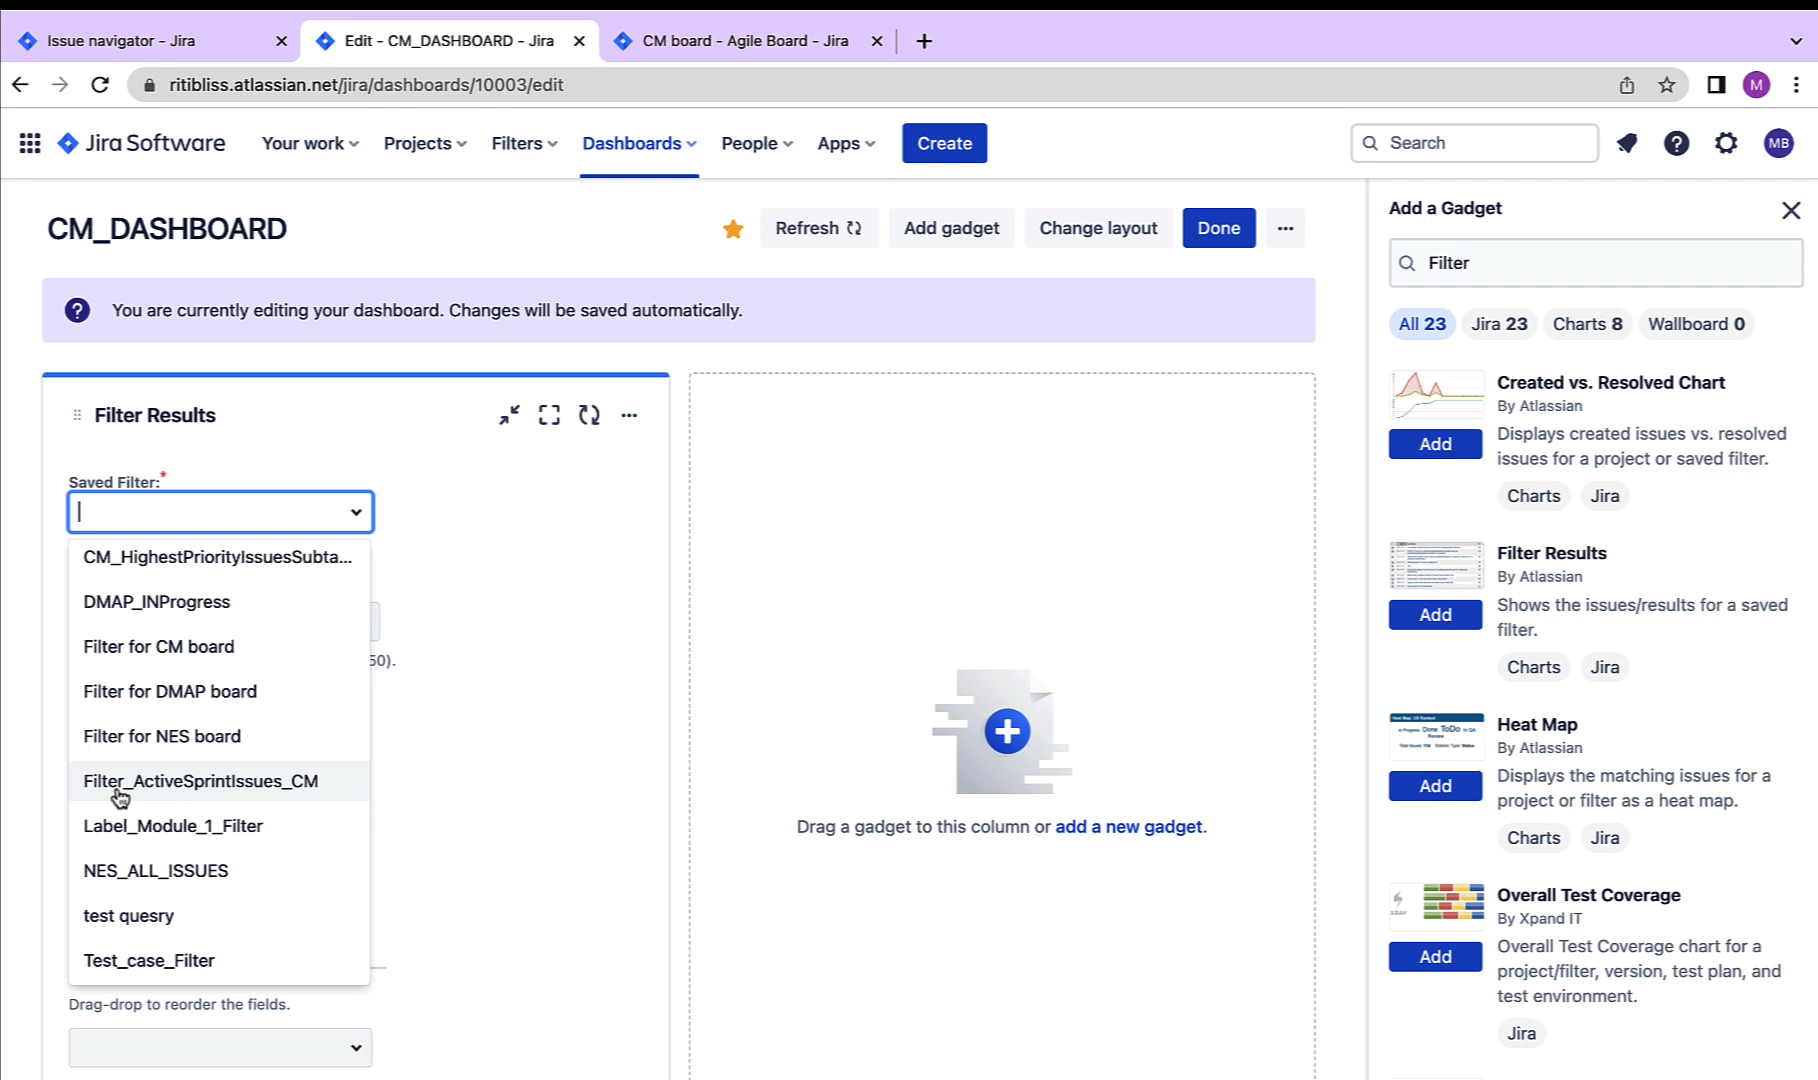 Issue navigator - Jira
Edit - CM_DASHBOARD - Jira
CM board - Agile Board - Jira
ritibliss.atlassian.net/jira/dashboards/10003/edit
M
Jira Software
Your work
Projects
Filters
Dashboards
People
Apps
Create
Search
MB
CM_DASHBOARD
Refresh
Add gadget
Change layout
Done
You are currently editing your dashboard. Changes will be saved automatically.
Filter Results
Saved Filter:*
CM_HighestPriorityIssuesSubta...
DMAP_INProgress
Filter for CM board
50).
Filter for DMAP board
Filter for NES board
Filter_ActiveSprintIssues_CM
Label_Module_1_Filter
NES_ALL_ISSUES
test quesry
Test_case_Filter
Drag-drop to reorder the fields.
Drag a gadget to this column or add a new gadget.
Add a Gadget
Filter
All 23
Jira 23
Charts 8
Wallboard 0
Created vs. Resolved Chart
By Atlassian
Add
Displays created issues vs. resolved
issues for a project or saved filter.
Charts
Jira
Filter Results
By Atlassian
Add
Shows the issues/results for a saved
filter.
Charts
Jira
Heat Map
By Atlassian
Add
Displays the matching issues for a
project or filter as a heat map.
Charts
Jira
Overall Test Coverage
By Xpand IT
Add
Overall Test Coverage chart for a
project/filter, version, test plan, and
test environment.
Jira